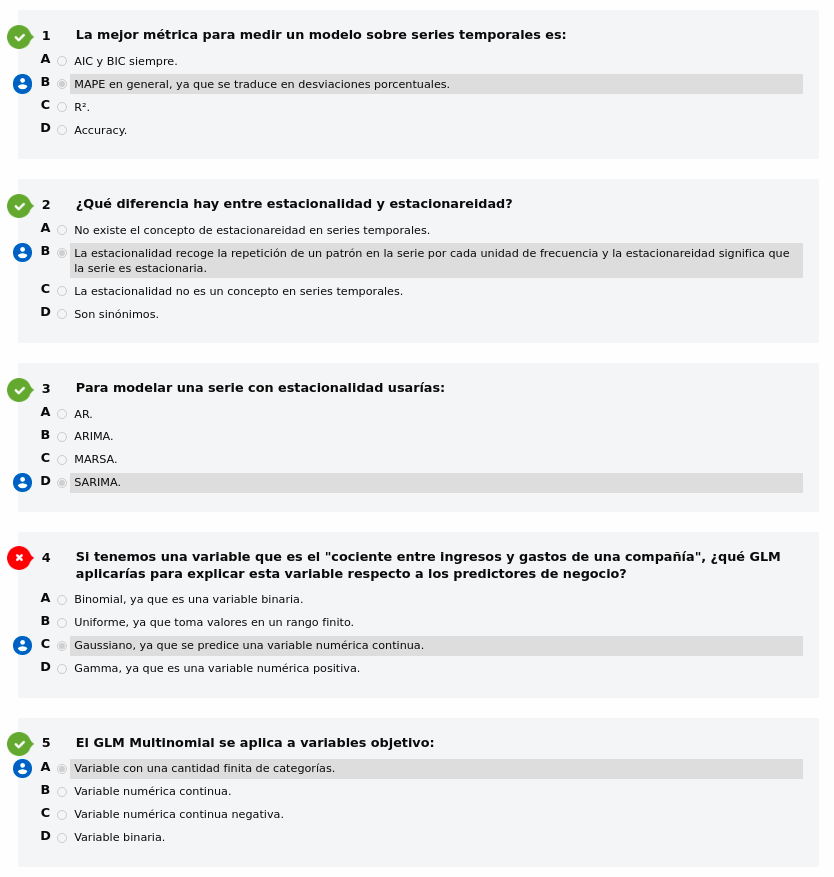 1 La mejor métrica para medir un modelo sobre series temporales es:
A AIC y BIC siempre.
B MAPE en general, ya que se traduce en desviaciones porcentuales.
C R².
D Accuracy.
2 ¿Qué diferencia hay entre estacionalidad y estacionareidad?
A No existe el concepto de estacionareidad en series temporales.
B La estacionalidad recoge la repetición de un patrón en la serie por cada unidad de frecuencia y la estacionareidad significa que
la serie es estacionaria.
C La estacionalidad no es un concepto en series temporales.
D Son sinónimos.
3 Para modelar una serie con estacionalidad usarías:
A AR.
B ARIMA.
C MARSA.
D SARIMA.
4 Si tenemos una variable que es el "cociente entre ingresos y gastos de una compañía", ¿qué GLM
aplicarías para explicar esta variable respecto a los predictores de negocio?
A Binomial, ya que es una variable binaria.
B Uniforme, ya que toma valores en un rango finito.
C Gaussiano, ya que se predice una variable numérica continua.
D Gamma, ya que es una variable numérica positiva.
5 El GLM Multinomial se aplica a variables objetivo:
A Variable con una cantidad finita de categorías.
B Variable numérica continua.
C Variable numérica continua negativa.
D Variable binaria.